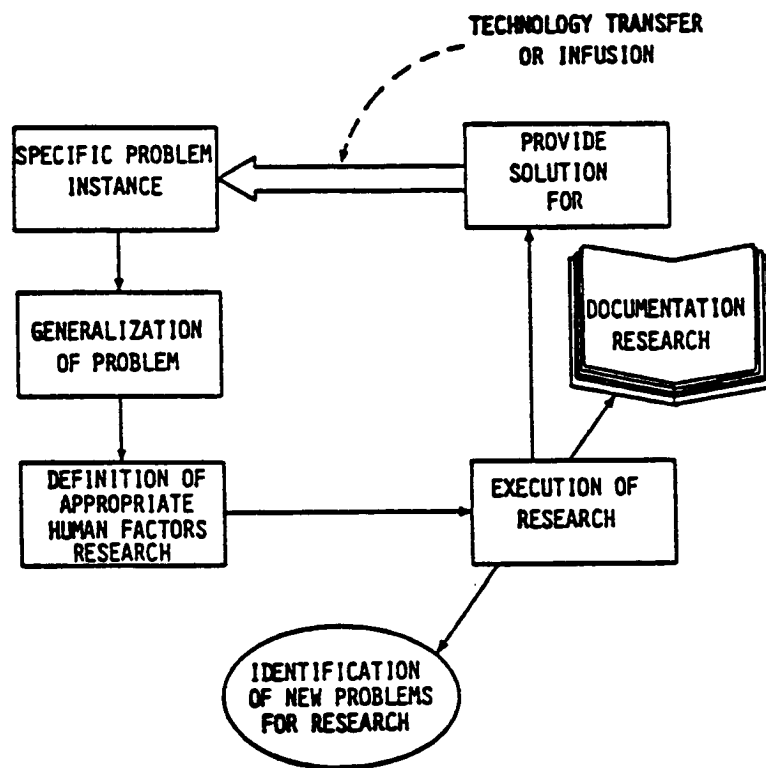 TECHNOLOGY TRANSFER
OR INFUSION
SPECIFIC PROBLEM
INSTANCE
PROVIDE
SOLUTION
FOR
GENERALIZATION
OF PROBLEM
DOCUMENTATION
RESEARCH
DEFINITION OF
APPROPRIATE
HUMAN FACTORS
RESEARCH
EXECUTION OF
RESEARCH
IDENTIFICATION
OF NEW PROBLEMS
FOR RESEARCH